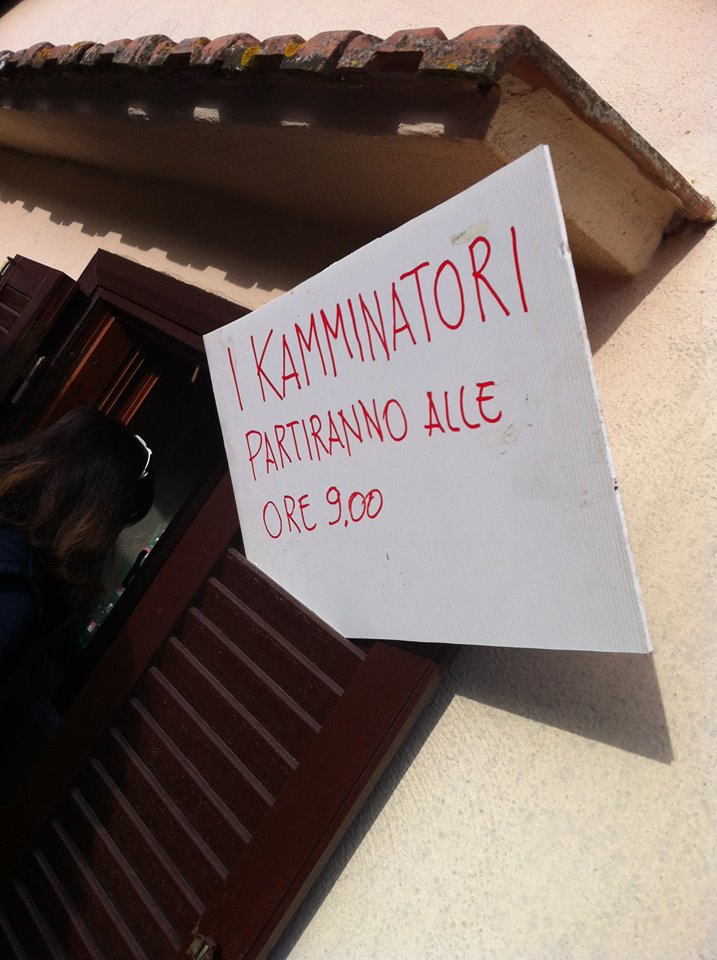 I KAMMINATORI
PARTIRANNO ALLE
ORE 9,00